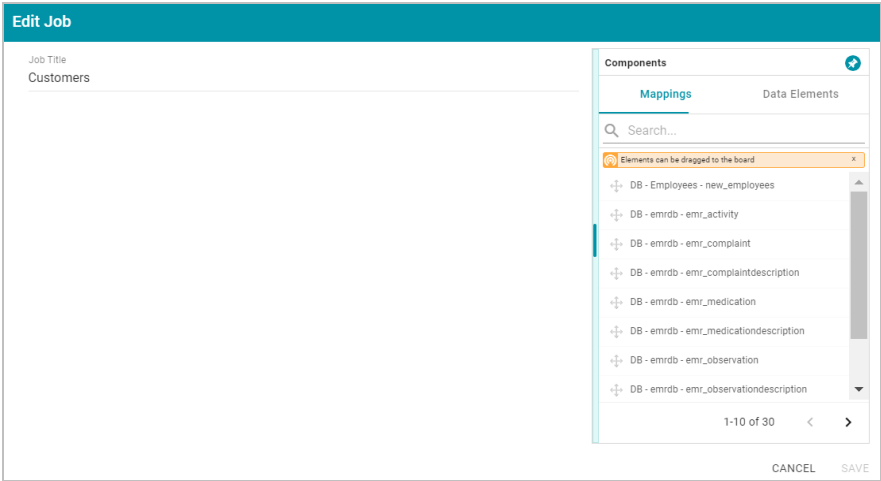 Edit Job
Job Title
Customers
Components
Mappings
Data Elements
Search...
Elements can be dragged to the board
x
DB - Employees - new_employees
DB - emrdb - emr_activity
DB - emrdb - emr_complaint
DB - emrdb - emr_complaintdescription
DB - emrdb - emr_medication
DB - emrdb - emr_medicationdescription
DB - emrdb - emr_observation
DB - emrdb - emr_observationdescription
1-10 of 30
CANCEL
SAVE